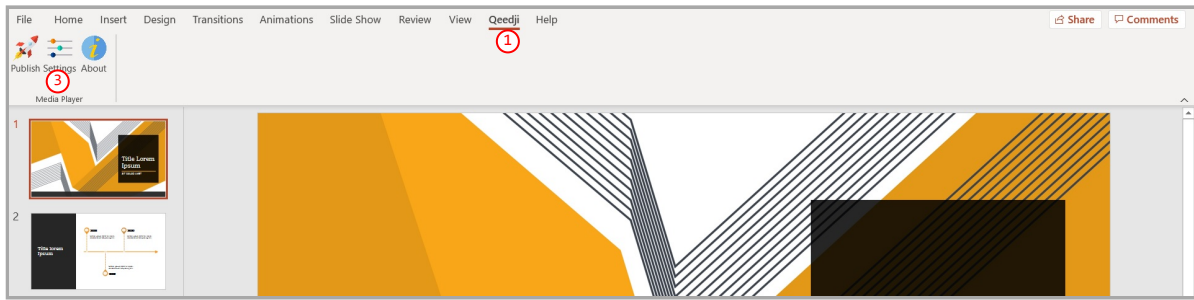 File Home Insert Design Transitions Animations Slide Show Review View Qeedji Help Share Comments
1
Publish Settings About
3
Media Player
1
Title Lorem
Ipsum
2
Title lorem
Ipsum